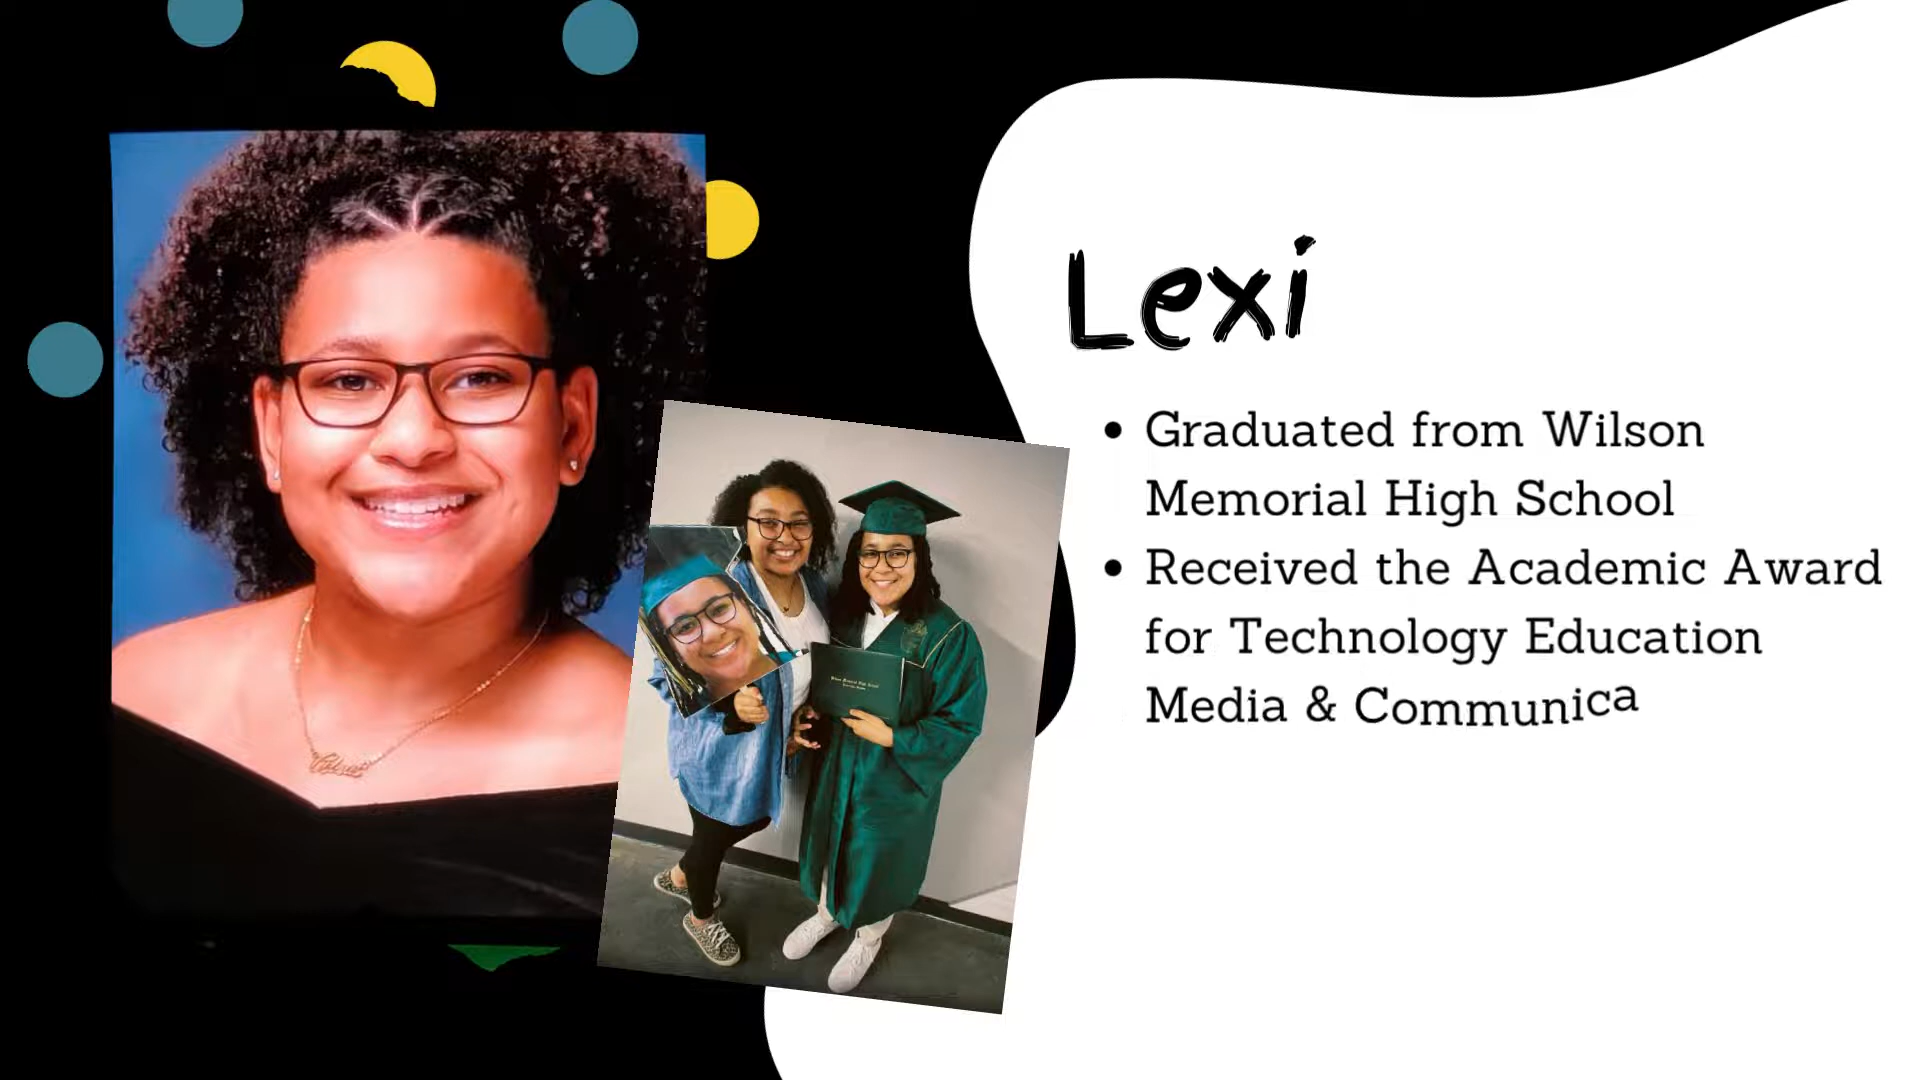 Lexi
• Graduated from Wilson
Memorial High School
• Received the Academic Award
for Technology Education
Media & Communica